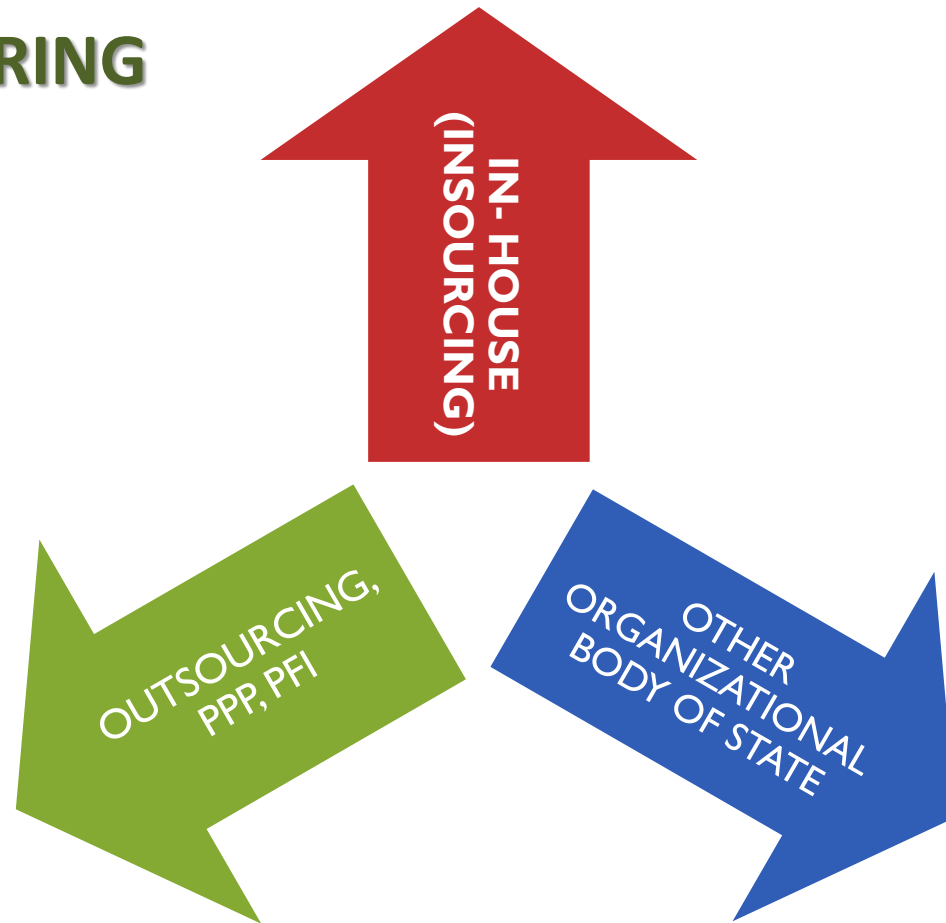 RING
IN- HOUSE
(INSOURCING)
OUTSOURCING,
PPP, PFI
OTHER
ORGANIZATIONAL
BODY OF STATE